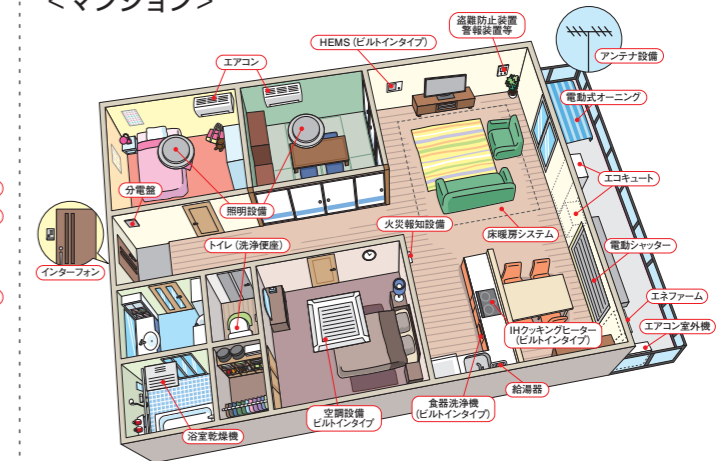 ＜マンション＞
盗難防止装置
警報装置等
HEMS（ビルトインタイプ）
アンテナ設備
エアコン
電動式オーニング
エコキュート
分電盤
照明設備
火災報知設備
床暖房システム
トイレ（洗浄便座）
電動シャッター
インターフォン
エネファーム
エアコン室外機
IHクッキングヒーター
（ビルトインタイプ）
給湯器
食器洗浄機
（ビルトインタイプ）
空調設備
ビルトインタイプ
浴室乾燥機